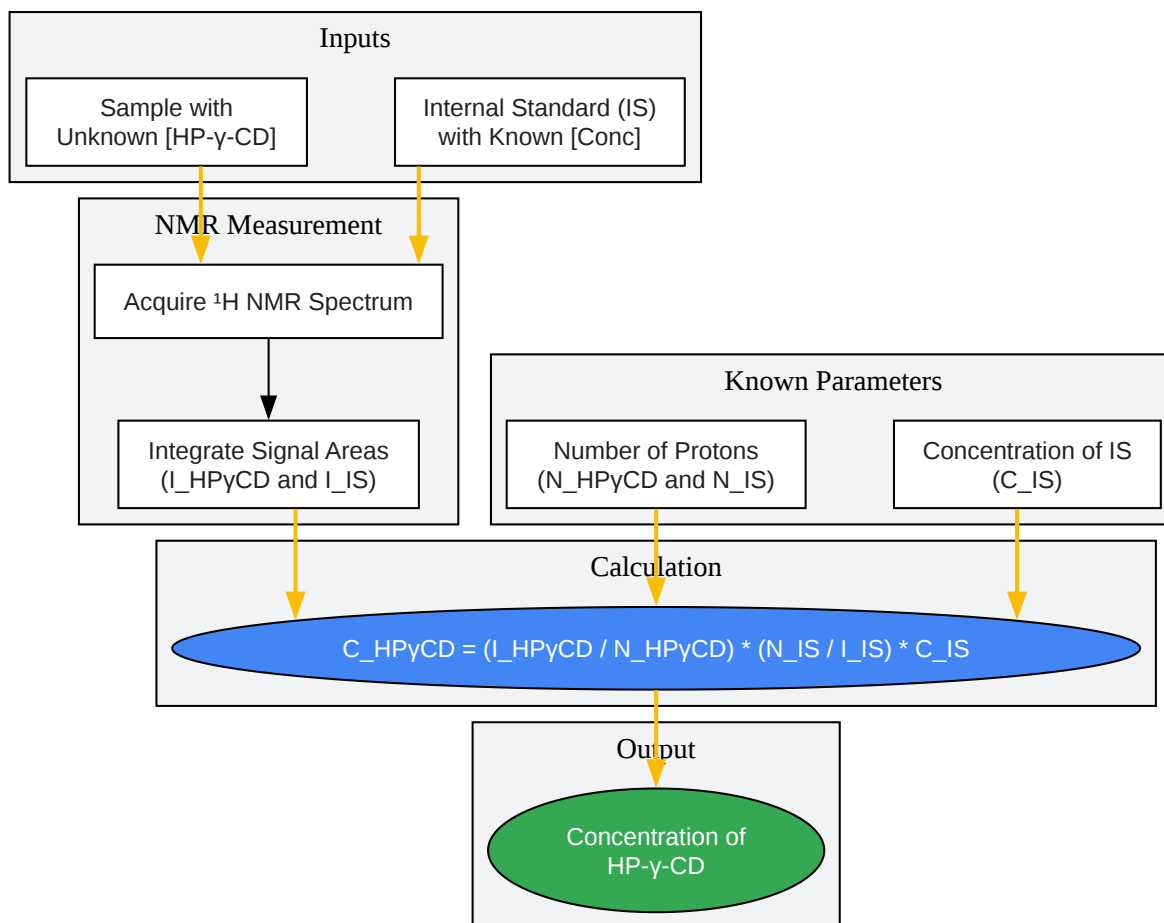 Inputs
Sample with
Unknown [HP-γ-CD]
Internal Standard (IS)
with Known [Conc]
NMR Measurement
Acquire ¹H NMR Spectrum
Integrate Signal Areas
(I_HPγCD and I_IS)
Known Parameters
Number of Protons
(N_HPγCD and N_IS)
Concentration of IS
(C_IS)
Calculation
C_HPγCD = (I_HPγCD / N_HPγCD) * (N_IS / I_IS) * C_IS
Output
Concentration of
HP-γ-CD